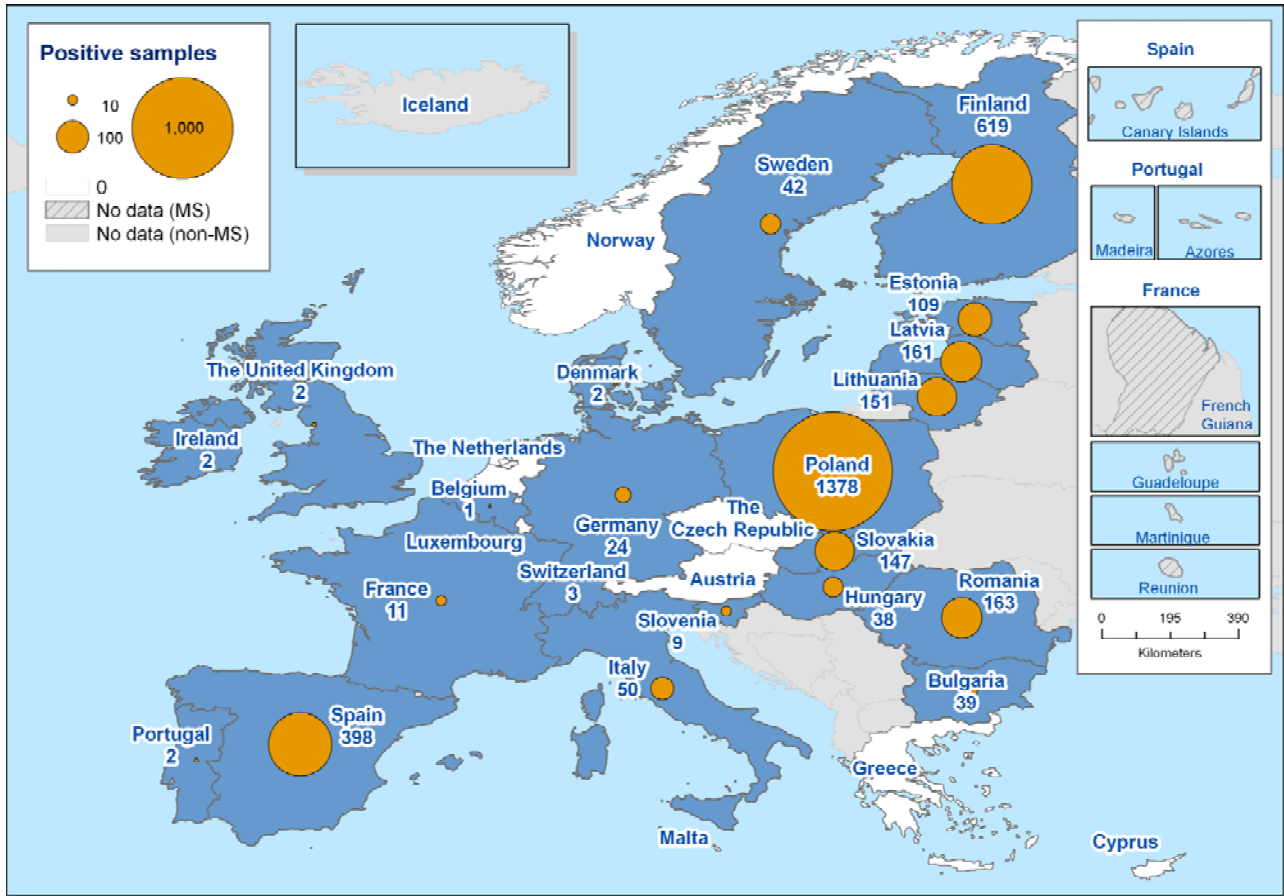 Positive samples
10
100
1,000
0
No data (MS)
No data (non-MS)
Iceland
Finland
619
Sweden
42
Norway
Estonia
109
Latvia
161
Lithuania
151
The United Kingdom
2
Denmark
2
Ireland
2
The Netherlands
Belgium
1
Poland
1378
Germany
24
The
Czech Republic
Luxembourg
Slovakia
147
Switzerland
3
Austria
France
11
Hungary
38
Romania
163
Slovenia
9
Italy
50
Bulgaria
39
Spain
398
Portugal
2
Greece
Malta
Cyprus
Spain
Canary Islands
Portugal
Madeira
Azores
France
French
Guiana
Guadeloupe
Martinique
Reunion
0 195 390
Kilometers